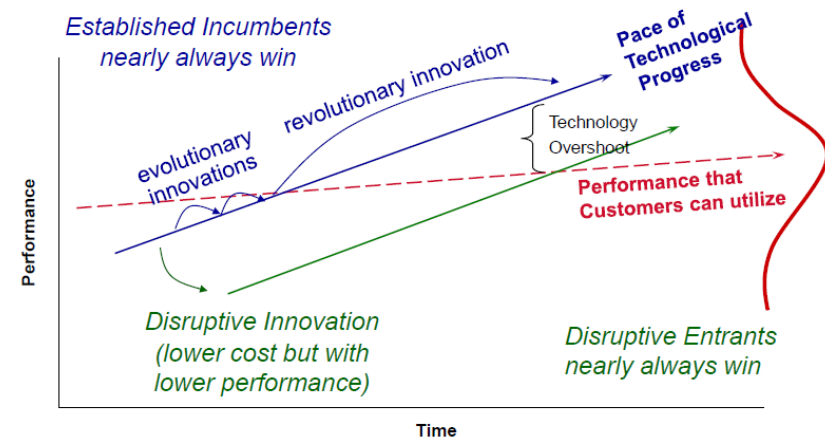 Established Incumbents
nearly always win
revolutionary innovation
Pace of
Technological
Progress
evolutionary
innovations
Technology
Overshoot
Performance that
Customers can utilize
Performance
Disruptive Innovation
(lower cost but with
lower performance)
Disruptive Entrants
nearly always win
Time